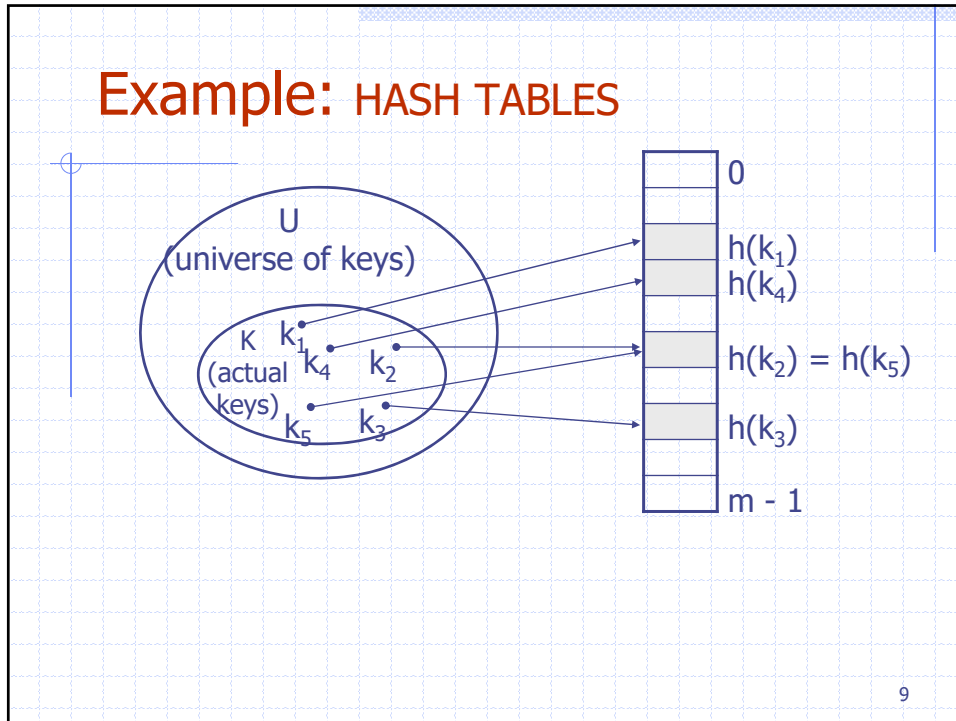 Example: HASH TABLES
U
(universe of keys)
K
(actual
keys)
k₁
k₄
k₂
k₅
k₃
0
h(k₁)
h(k₄)
h(k₂) = h(k₅)
h(k₃)
m - 1
9